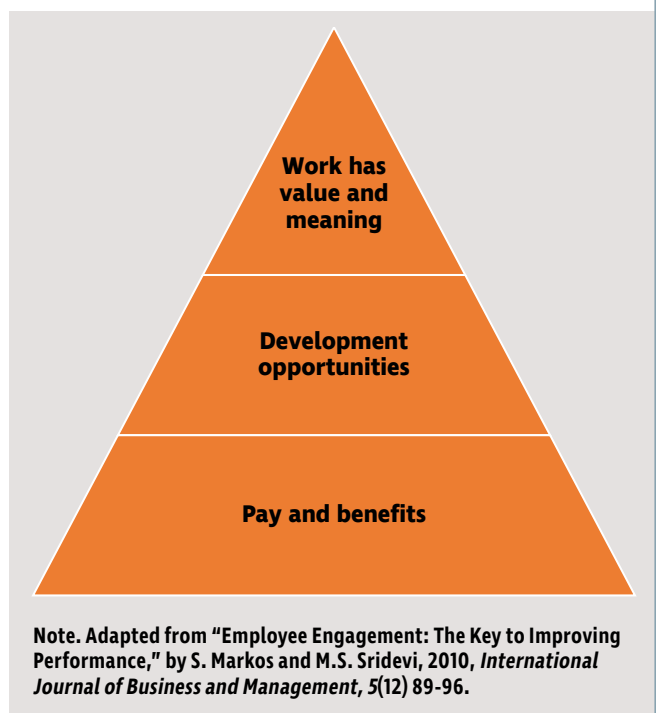 Work has
value and
meaning
Development
opportunities
Pay and benefits
Note. Adapted from “Employee Engagement: The Key to Improving
Performance,” by S. Markos and M.S. Sridevi, 2010, International
Journal of Business and Management, 5(12) 89-96.